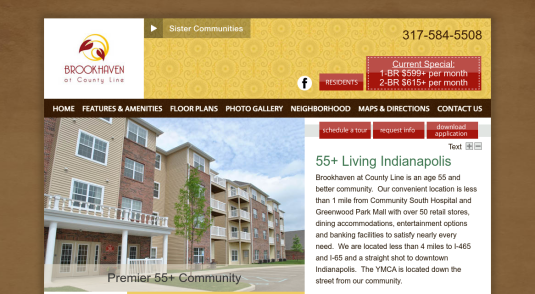 Sister Communities
317-584-5508
BROOKHAVEN
at County Line
Current Special:
1-BR $599+ per month
2-BR $615+ per month
RESIDENTS
HOME FEATURES & AMENITIES FLOOR PLANS PHOTO GALLERY NEIGHBORHOOD MAPS & DIRECTIONS CONTACT US
schedule a tour
request info
download
application
Text
55+ Living Indianapolis
Brookhaven at County Line is an age 55 and
better community. Our convenient location is less
than 1 mile from Community South Hospital and
Greenwood Park Mall with over 50 retail stores,
dining accommodations, entertainment options
and banking facilities to satisfy nearly every
need. We are located less than 4 miles to I-465
and I-65 and a straight shot to downtown
Indianapolis. The YMCA is located down the
street from our community.
Premier 55+ Community